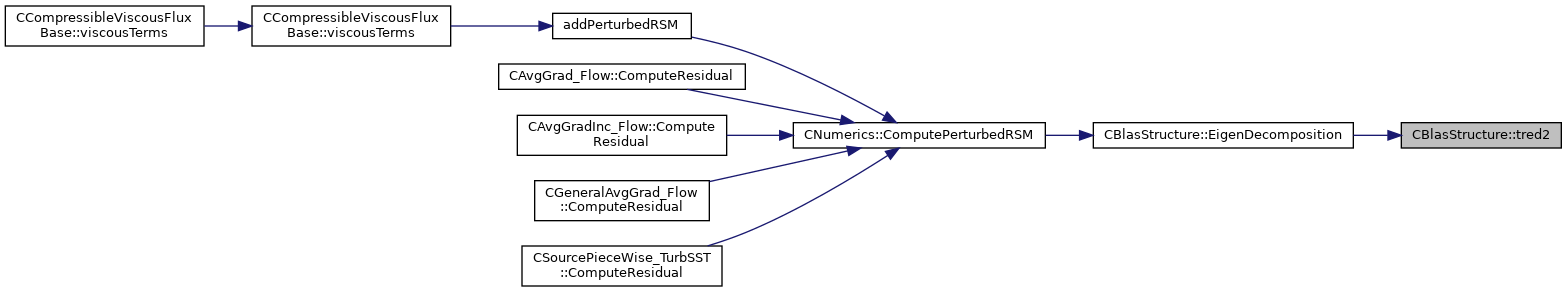 CCompressibleViscousFlux
Base::viscousTerms
CCompressibleViscousFlux
Base::viscousTerms
addPerturbedRSM
CAvgGrad_Flow::ComputeResidual
CAvgGradInc_Flow::Compute
Residual
CGeneralAvgGrad_Flow
::ComputeResidual
CSourcePieceWise_TurbSST
::ComputeResidual
CNumerics::ComputePerturbedRSM
CBlasStructure::EigenDecomposition
CBlasStructure::tred2